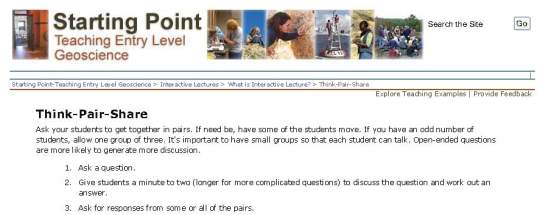 Starting Point
Search the Site
Go
Teaching Entry Level
Geoscience
Starting Point-Teaching Entry Level Geoscience > Interactive Lectures > 'What is Interactive Lecture?' > Think-Pair-Share
Explore Teaching Examples | Provide Feedback
Think-Pair-Share
Ask your students to get together in pairs. If need be, have some of the students move. If you have an odd number of
students, allow one group of three. It's important to have small groups so that each student can talk. Open-ended questions
are more likely to generate more discussion.
1. Ask a question.
2. Give students a minute to two (longer for more complicated questions) to discuss the question and work out an
answer.
3. Ask for responses from some or all of the pairs.